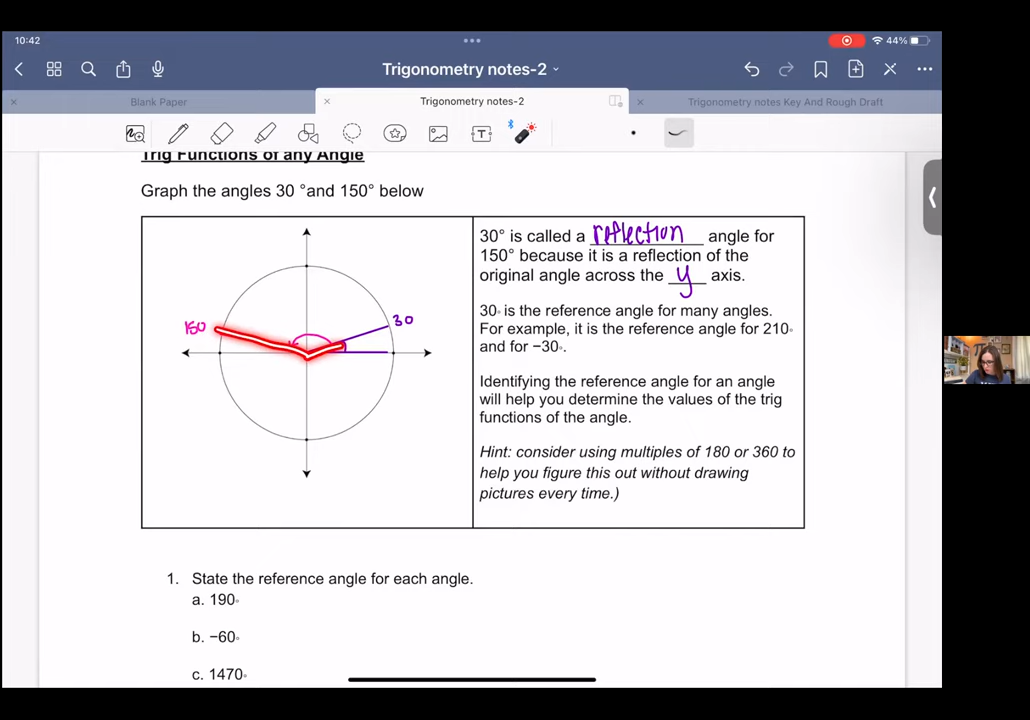 10:42
44%
Trigonometry notes-2
Blank Paper
Trigonometry notes-2
Trigonometry notes Key And Rough Draft
Trig Functions of any Angle
Graph the angles 30 °and 150° below
150
30
30° is called a reflection angle for
150° because it is a reflection of the
original angle across the y axis.
30◦ is the reference angle for many angles.
For example, it is the reference angle for 210◦
and for −30◦.
Identifying the reference angle for an angle
will help you determine the values of the trig
functions of the angle.
Hint: consider using multiples of 180 or 360 to
help you figure this out without drawing
pictures every time.)
1. State the reference angle for each angle.
a. 190◦
b. −60◦
c. 1470◦